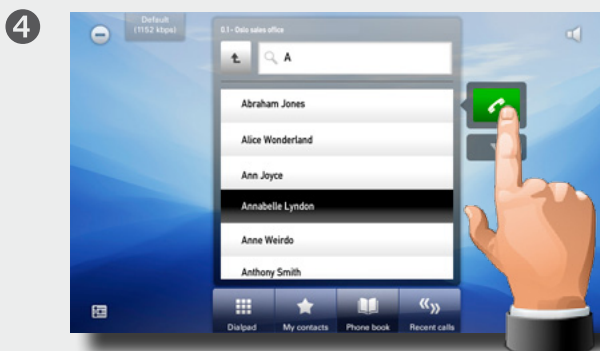 4
Default
(1152 kbps)
0.1 - Oslo sales office
A
Abraham Jones
Alice Wonderland
Ann Joyce
Annabelle Lyndon
Anne Weirdo
Anthony Smith
Dialpad My contacts Phone book Recent calls